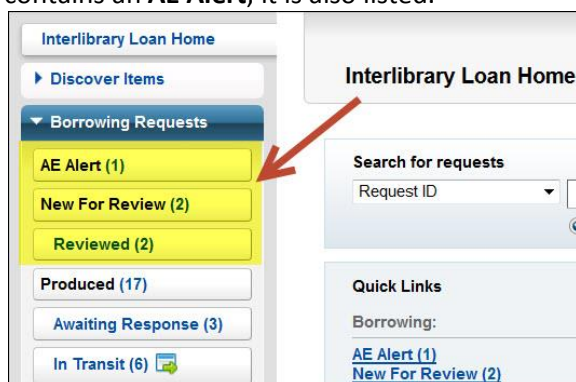 contains an AE Alert, it is also listed.
Interlibrary Loan Home
Discover Items
Borrowing Requests
AE Alert (1)
New For Review (2)
Reviewed (2)
Produced (17)
Awaiting Response (3)
In Transit (6)
Interlibrary Loan Home
Search for requests
Request ID
Quick Links
Borrowing:
AE Alert (1)
New For Review (2)